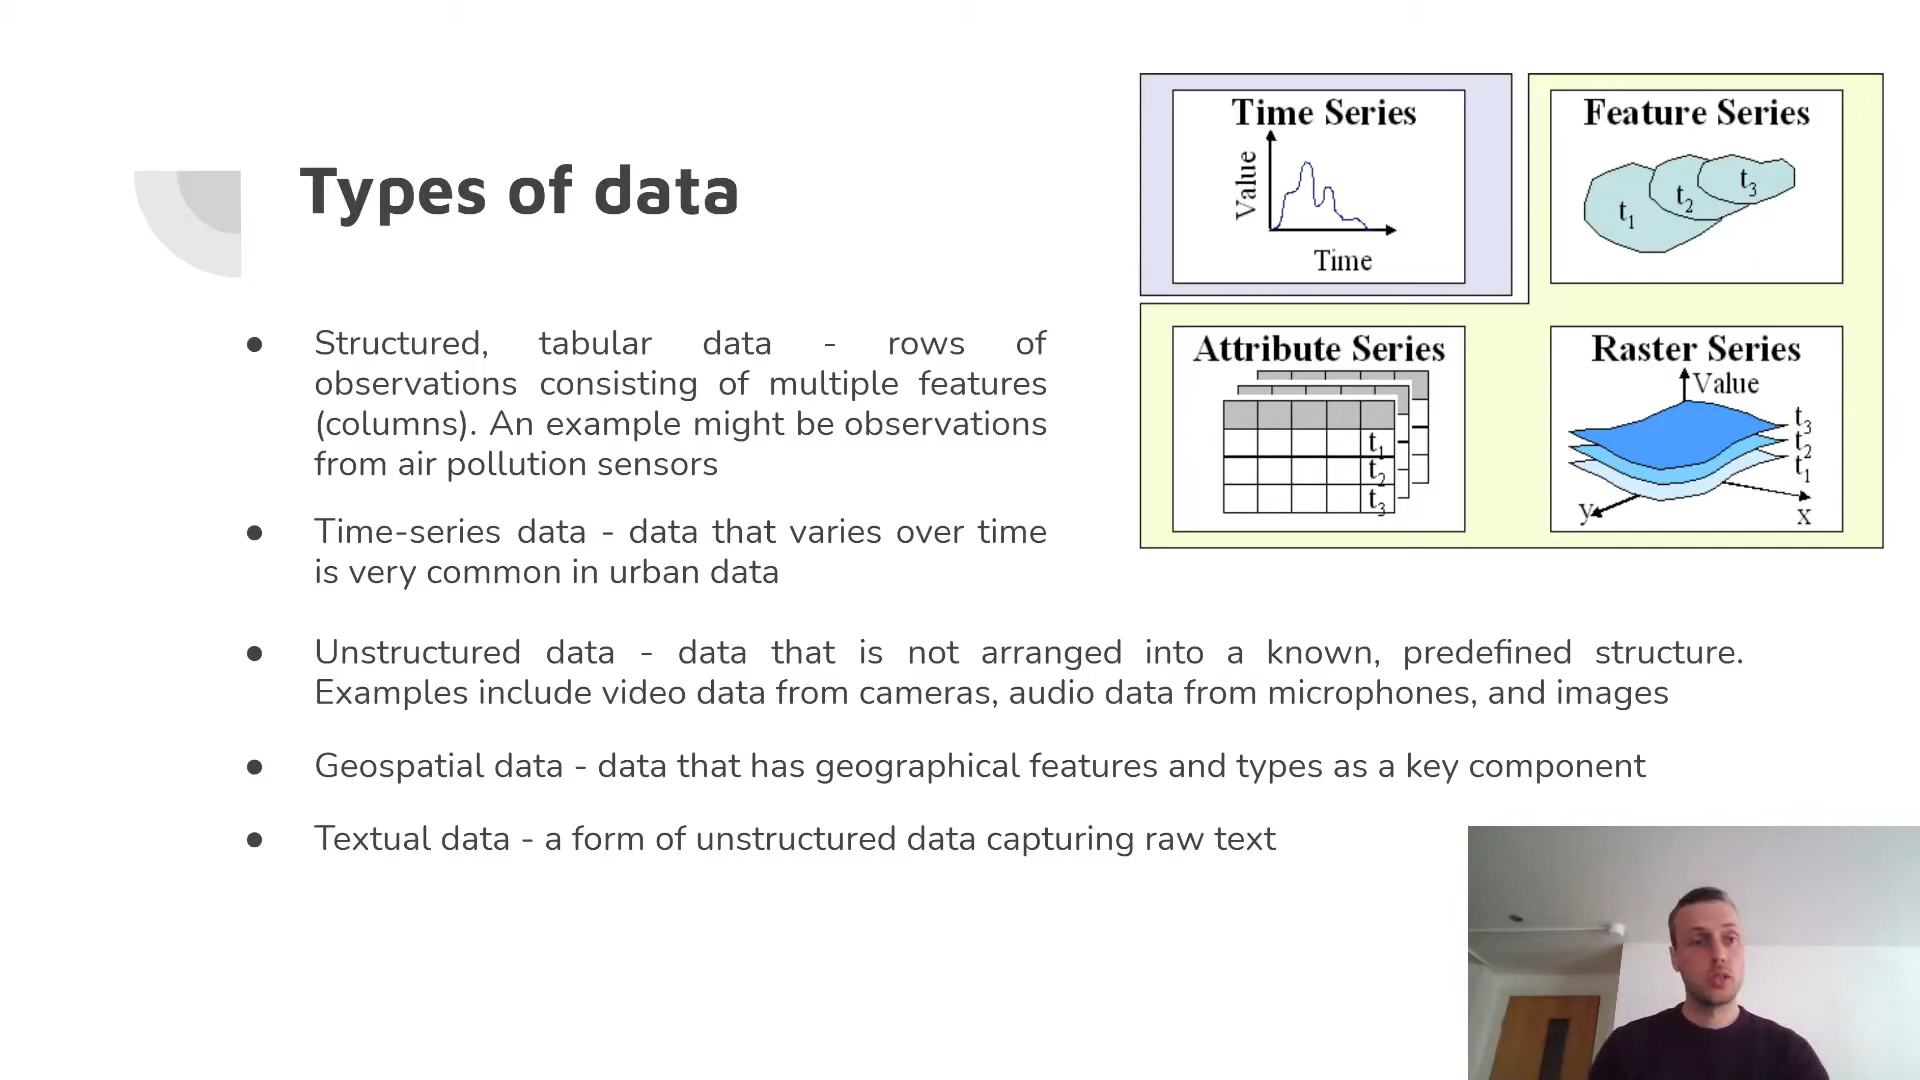 Types of data
Structured, tabular data - rows of
observations consisting of multiple features
(columns). An example might be observations
from air pollution sensors
Time-series data - data that varies over time
is very common in urban data
Unstructured data - data that is not arranged into a known, predefined structure.
Examples include video data from cameras, audio data from microphones, and images
Geospatial data - data that has geographical features and types as a key component
Textual data - a form of unstructured data capturing raw text
Time Series
Value
Time
Feature Series
t1
t2
t3
Attribute Series
t1
t2
t3
Raster Series
Value
t3
t2
t1
y
x